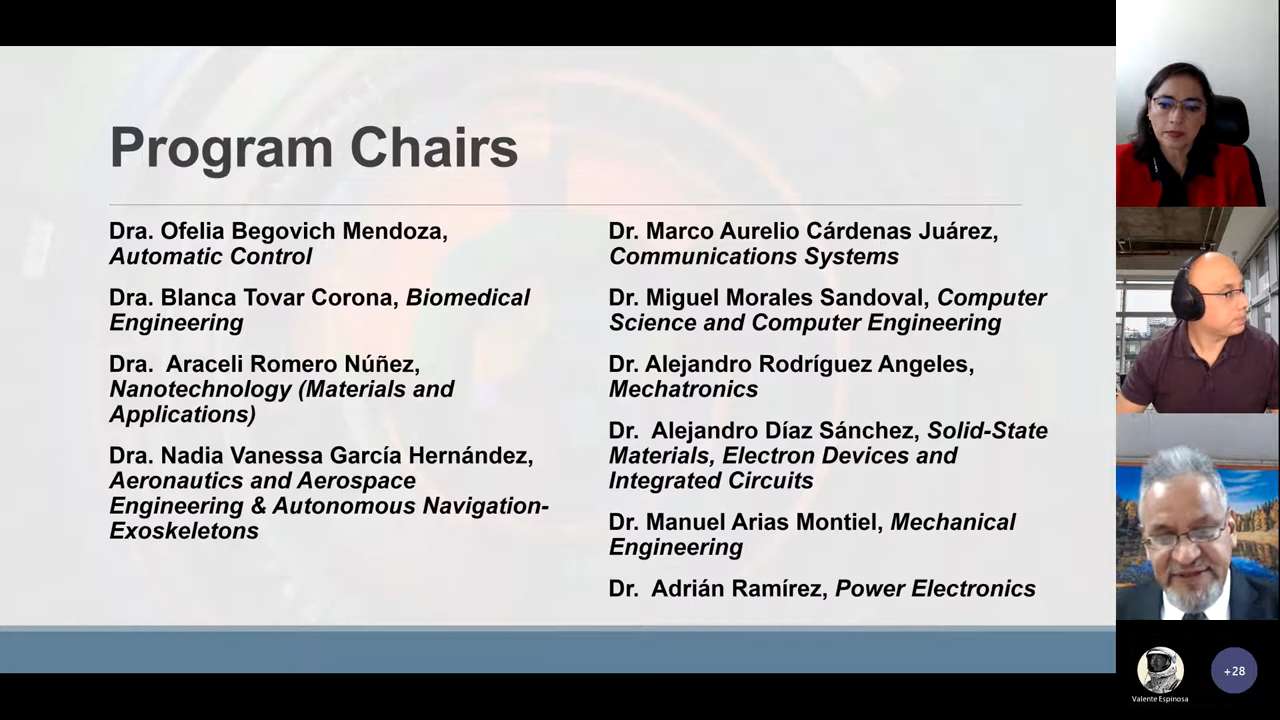 Program Chairs
Dra. Ofelia Begovich Mendoza,
Automatic Control
Dra. Blanca Tovar Corona, Biomedical
Engineering
Dra. Araceli Romero Núñez,
Nanotechnology (Materials and
Applications)
Dra. Nadia Vanessa García Hernández,
Aeronautics and Aerospace
Engineering & Autonomous Navigation-
Exoskeletons
Dr. Marco Aurelio Cárdenas Juárez,
Communications Systems
Dr. Miguel Morales Sandoval, Computer
Science and Computer Engineering
Dr. Alejandro Rodríguez Angeles,
Mechatronics
Dr. Alejandro Díaz Sánchez, Solid-State
Materials, Electron Devices and
Integrated Circuits
Dr. Manuel Arias Montiel, Mechanical
Engineering
Dr. Adrián Ramírez, Power Electronics
Valente Espinosa
+28